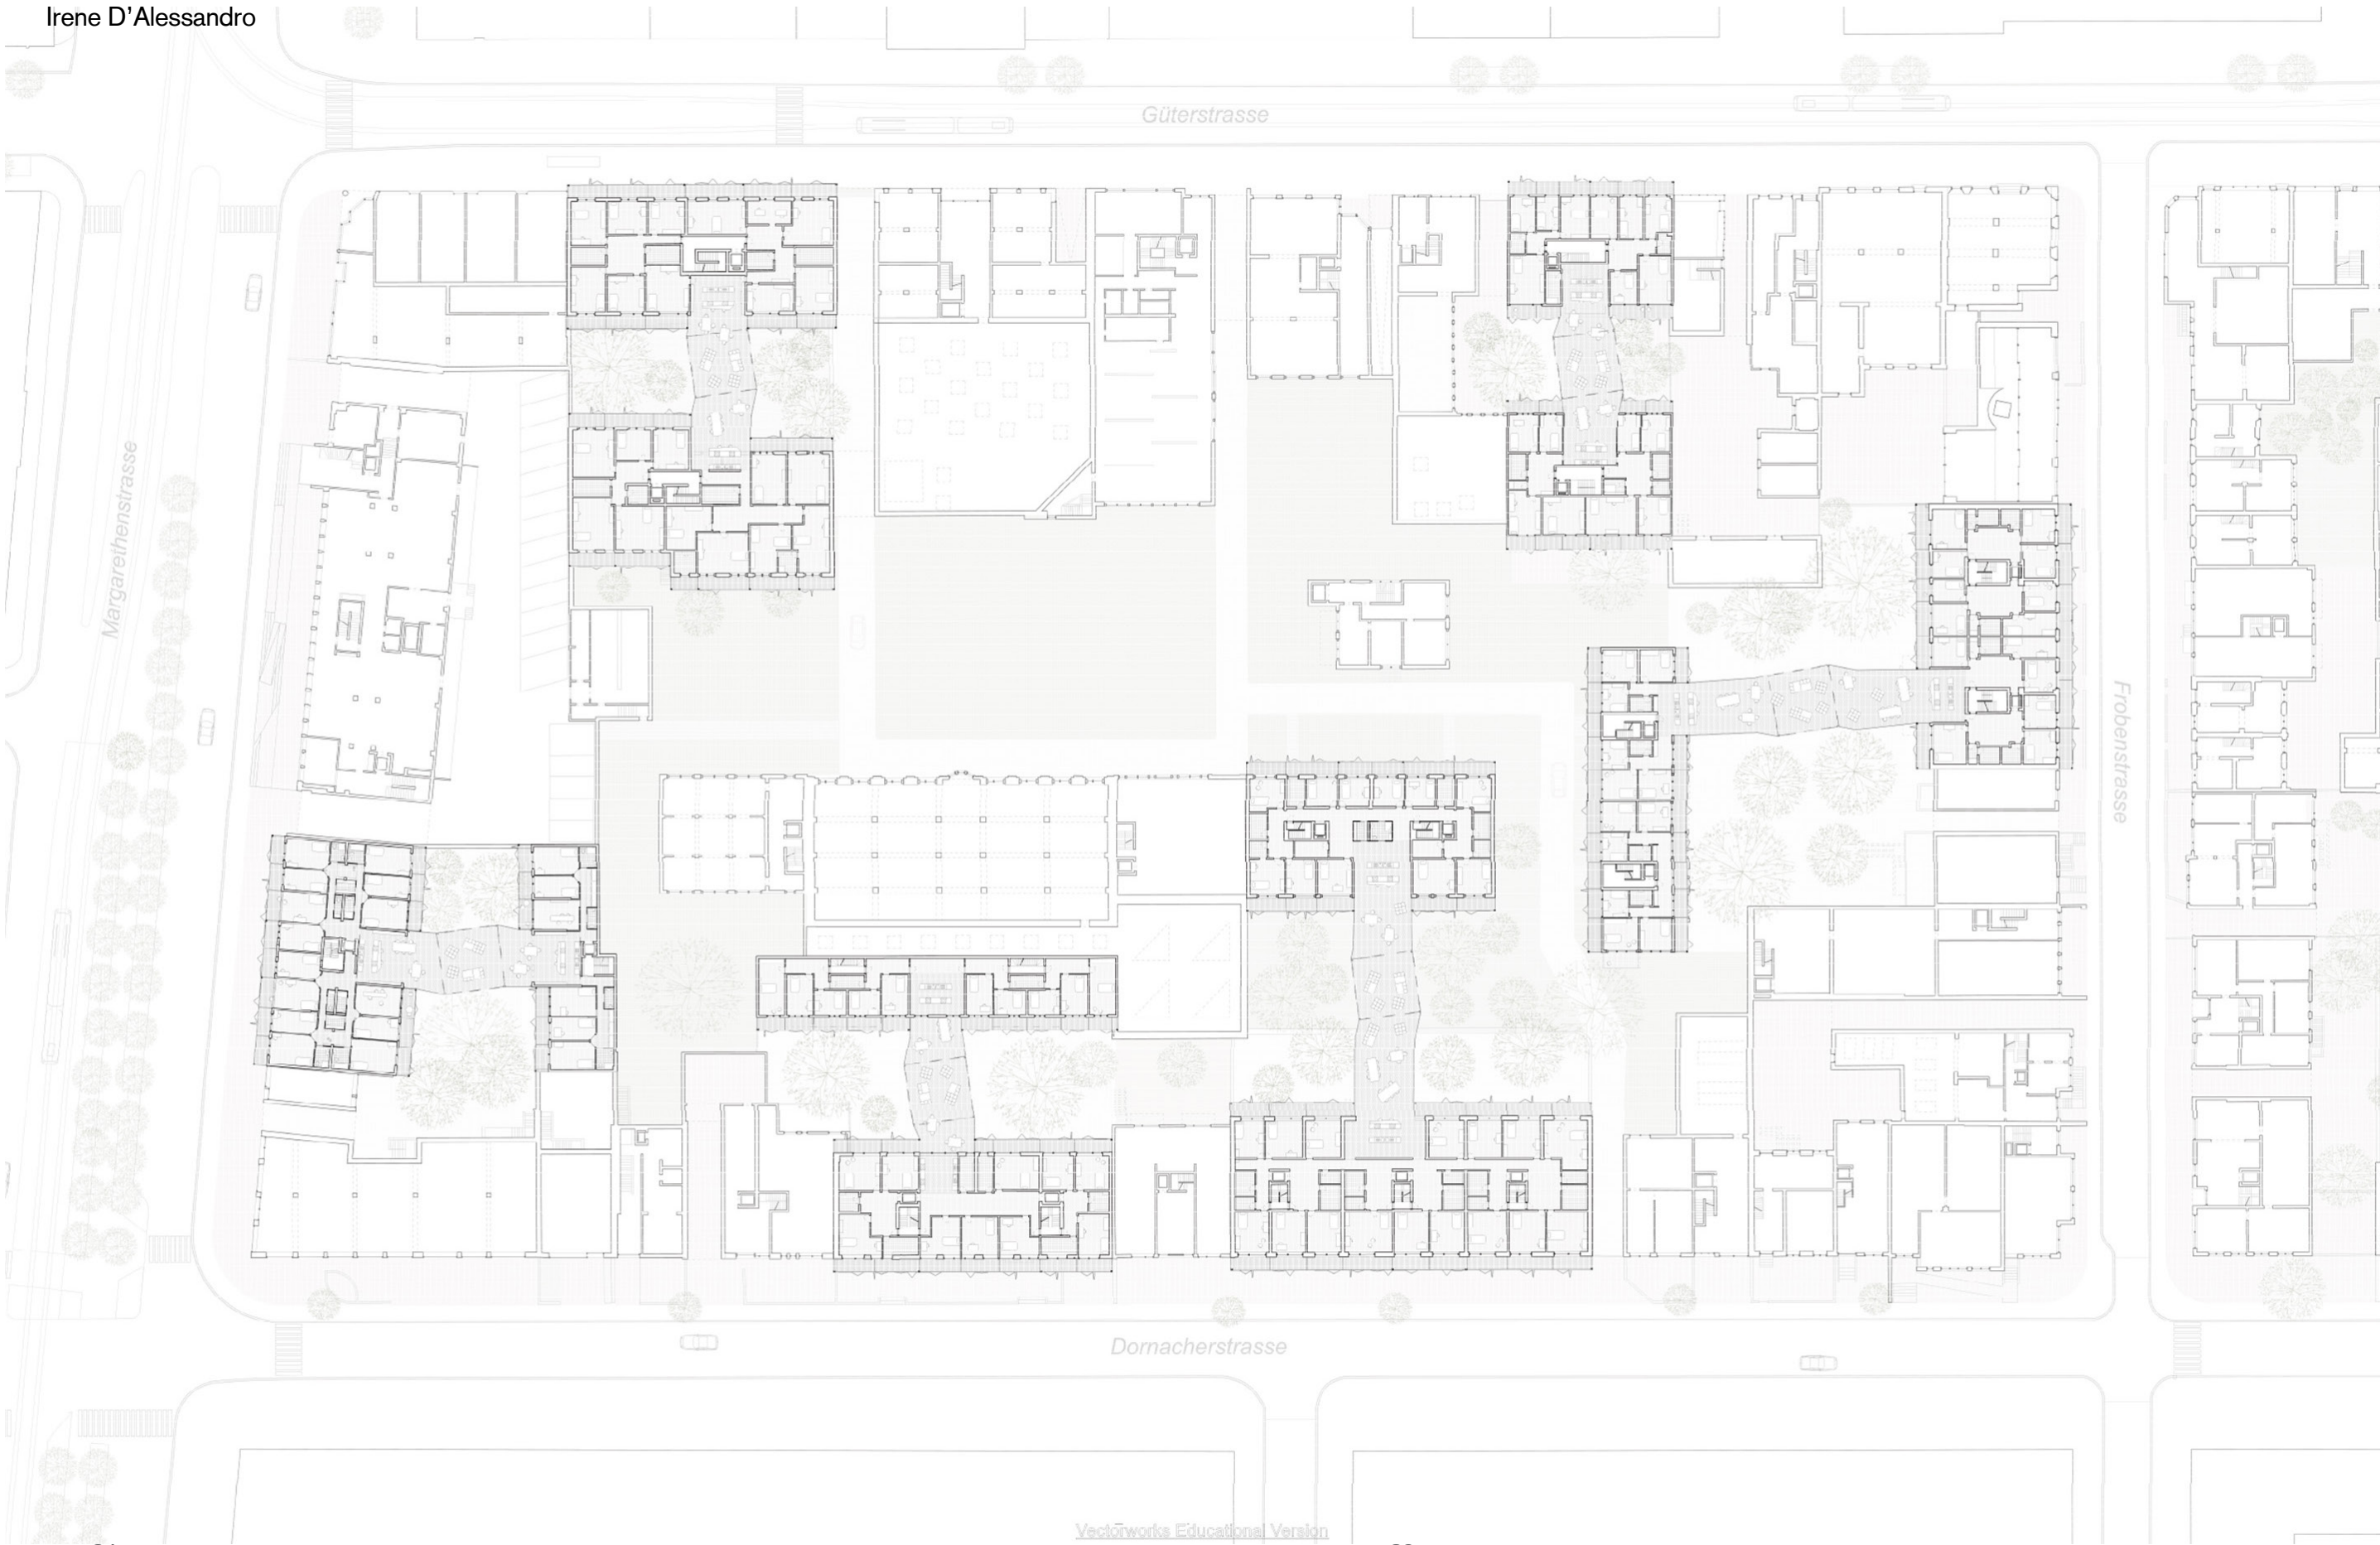 Irene D’Alessandro
Güterstrasse
Margarethenstrasse
Frobenstrasse
Dornacherstrasse
Vectorworks Educational Version